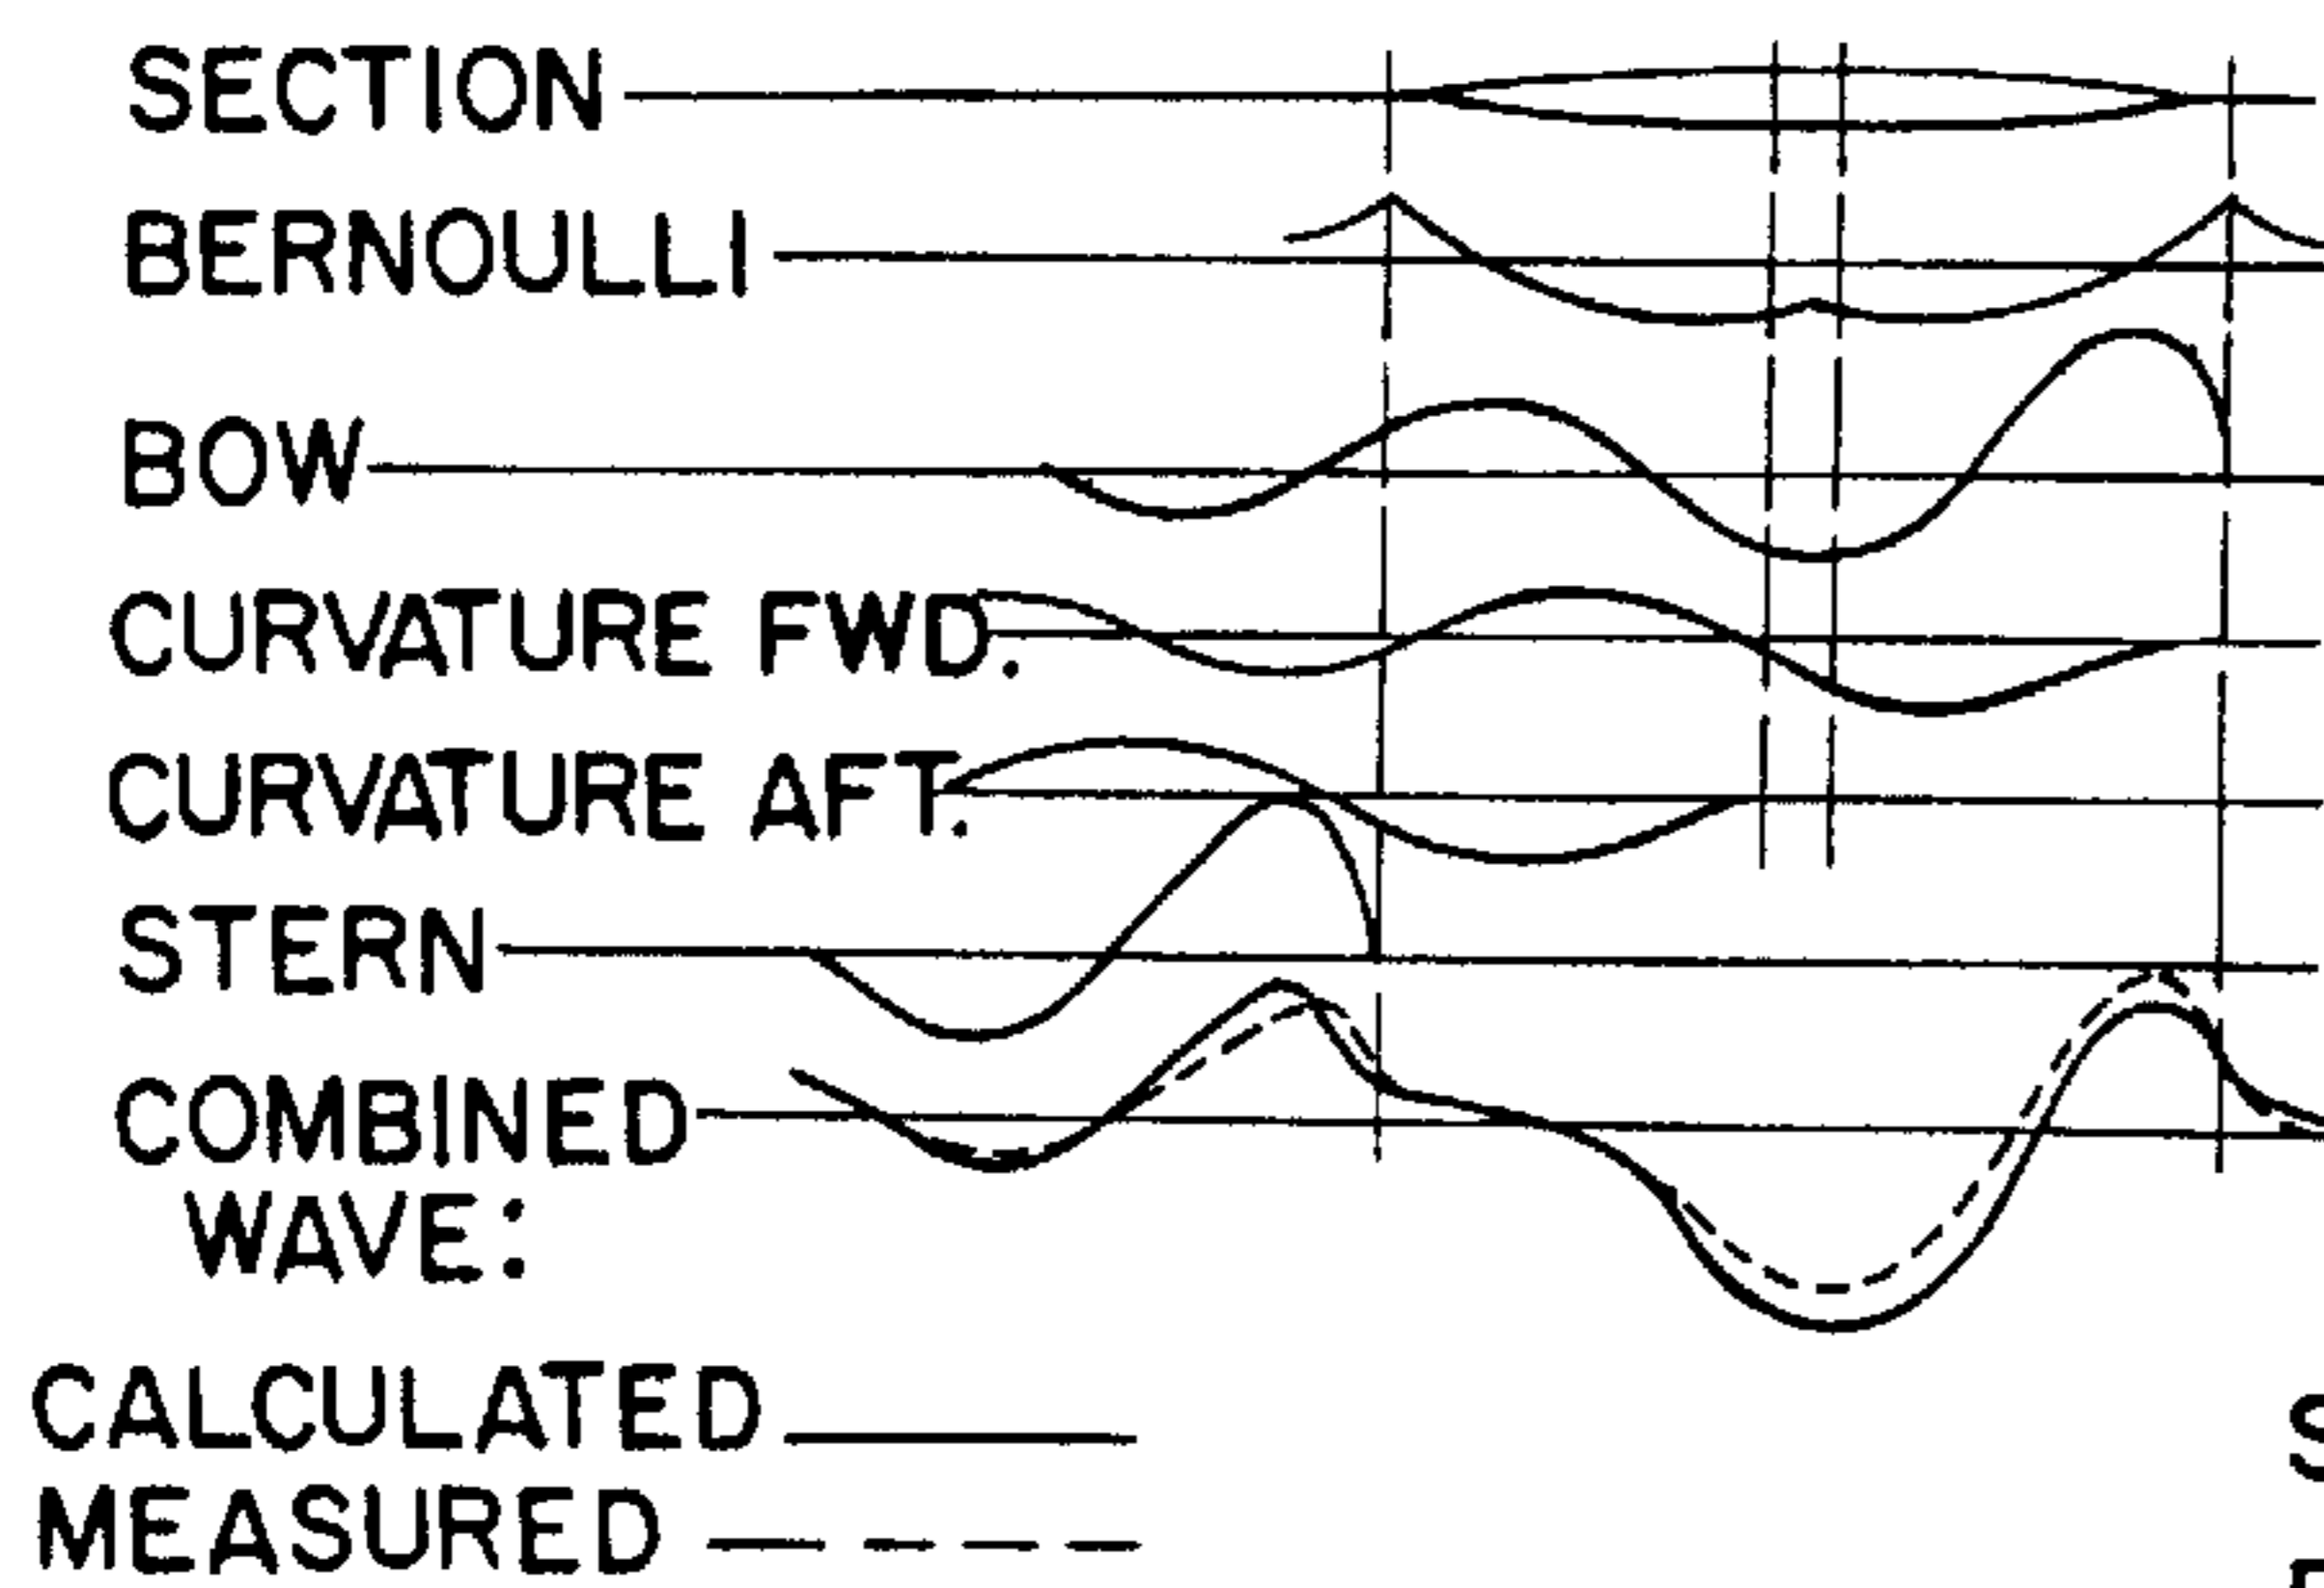 SECTION
BERNOULLI
BOW
CURVATURE FWD.
CURVATURE AFT.
STERN
COMBINED
WAVE:
CALCULATED
MEASURED